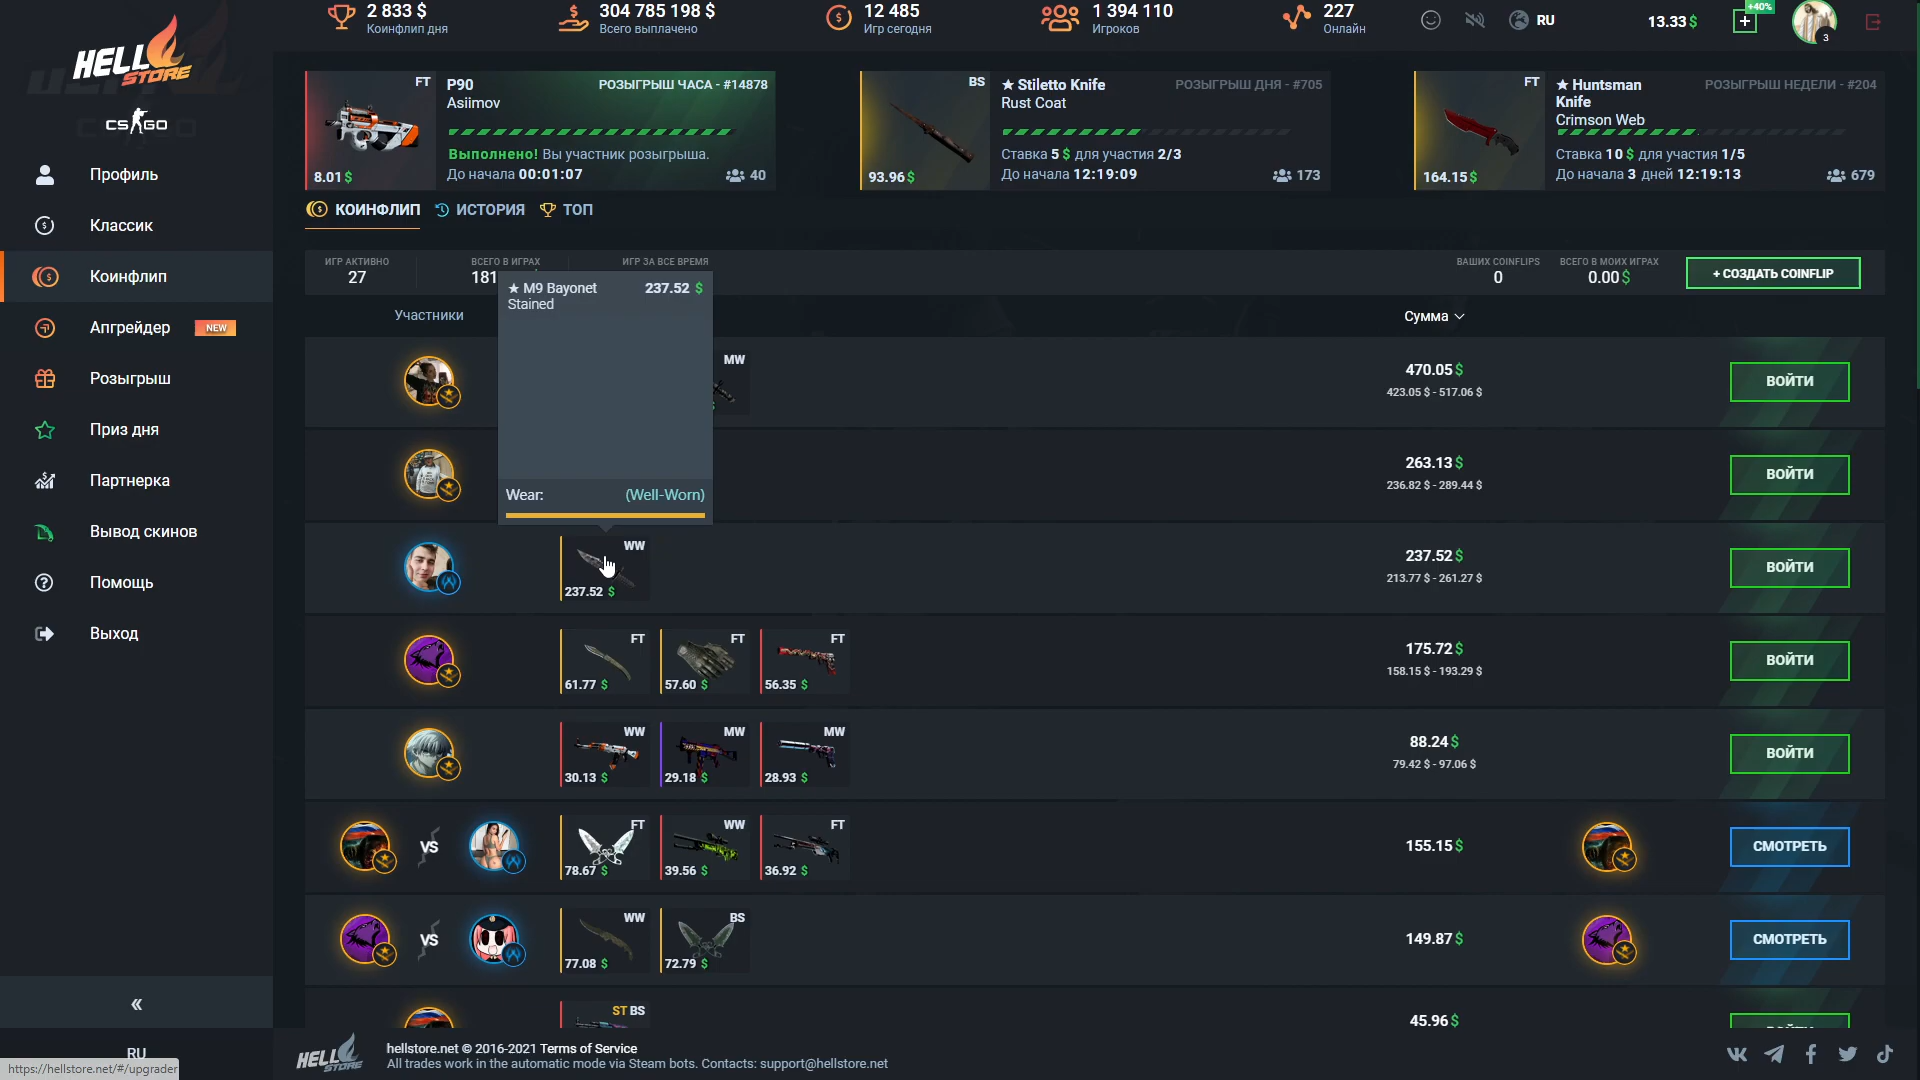 2 833 $
Коинфлип дня
304 785 198 $
Всего выплачено
12 485
Игр сегодня
1 394 110
Игроков
227
Онлайн
RU
13.33 $
+40%
3
HELL STORE
CS GO
Профиль
Классик
Коинфлип
Апгрейдер NEW
Розыгрыш
Приз дня
Партнерка
Вывод скинов
Помощь
Выход
«
RU
https://hellstore.net/#/upgrader
FT
8.01 $
P90
Asiimov
РОЗЫГРЫШ ЧАСА - #14878
Выполнено! Вы участник розыгрыша.
До начала 00:01:07
40
BS
93.96 $
★ Stiletto Knife
Rust Coat
РОЗЫГРЫШ ДНЯ - #705
Ставка 5 $ для участия 2/3
До начала 12:19:09
173
FT
164.15 $
★ Huntsman
Knife
Crimson Web
РОЗЫГРЫШ НЕДЕЛИ - #204
Ставка 10 $ для участия 1/5
До начала 3 дней 12:19:13
679
КОИНФЛИП ИСТОРИЯ ТОП
ИГР АКТИВНО
27
ВСЕГО В ИГРАХ
181
ИГР ЗА ВСЕ ВРЕМЯ
ВАШИХ COINFLIPS
0
ВСЕГО В МОИХ ИГРАХ
0.00 $
+ СОЗДАТЬ COINFLIP
Участники
Сумма
★ M9 Bayonet 237.52 $
Stained
Wear: (Well-Worn)
MW
470.05 $
423.05 $ - 517.06 $
ВОЙТИ
263.13 $
236.82 $ - 289.44 $
ВОЙТИ
WW
237.52 $
237.52 $
213.77 $ - 261.27 $
ВОЙТИ
FT FT FT
61.77 $ 57.60 $ 56.35 $
175.72 $
158.15 $ - 193.29 $
ВОЙТИ
WW MW MW
30.13 $ 29.18 $ 28.93 $
88.24 $
79.42 $ - 97.06 $
ВОЙТИ
VS
FT WW FT
78.67 $ 39.56 $ 36.92 $
155.15 $
СМОТРЕТЬ
VS
WW BS
77.08 $ 72.79 $
149.87 $
СМОТРЕТЬ
ST BS
45.96 $
HELL STORE
hellstore.net © 2016-2021 Terms of Service
All trades work in the automatic mode via Steam bots. Contacts: support@hellstore.net